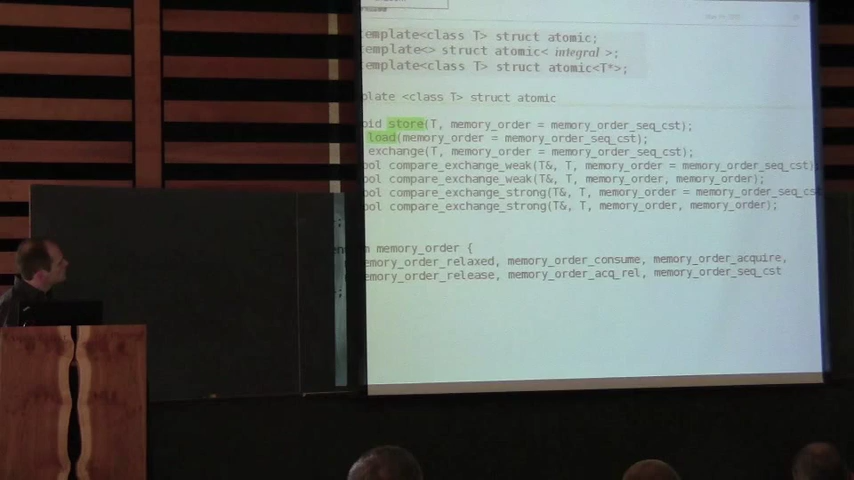 emplate<class T> struct atomic;
emplate<> struct atomic< integral >;
emplate<class T> struct atomic<T*>;
plate <class T> struct atomic
oid store(T, memory_order = memory_order_seq_cst);
load(memory_order = memory_order_seq_cst);
exchange(T, memory_order = memory_order_seq_cst);
ool compare_exchange_weak(T&, T, memory_order = memory_order_seq_cst);
ool compare_exchange_weak(T&, T, memory_order, memory_order);
ool compare_exchange_strong(T&, T, memory_order = memory_order_seq_cst
ool compare_exchange_strong(T&, T, memory_order, memory_order);
m memory_order {
emory_order_relaxed, memory_order_consume, memory_order_acquire,
emory_order_release, memory_order_acq_rel, memory_order_seq_cst